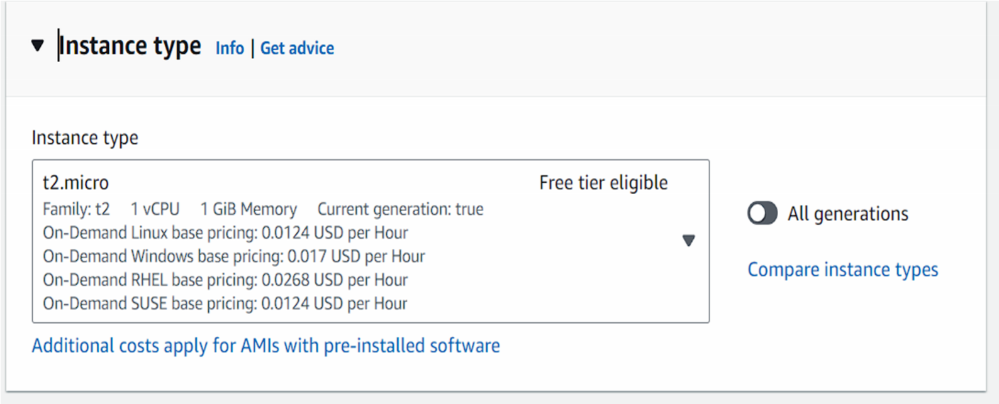 Instance type Info | Get advice
Instance type
t2.micro Free tier eligible
Family: t2 1 vCPU 1 GiB Memory Current generation: true
On-Demand Linux base pricing: 0.0124 USD per Hour
On-Demand Windows base pricing: 0.017 USD per Hour
On-Demand RHEL base pricing: 0.0268 USD per Hour
On-Demand SUSE base pricing: 0.0124 USD per Hour
All generations
Compare instance types
Additional costs apply for AMIs with pre-installed software